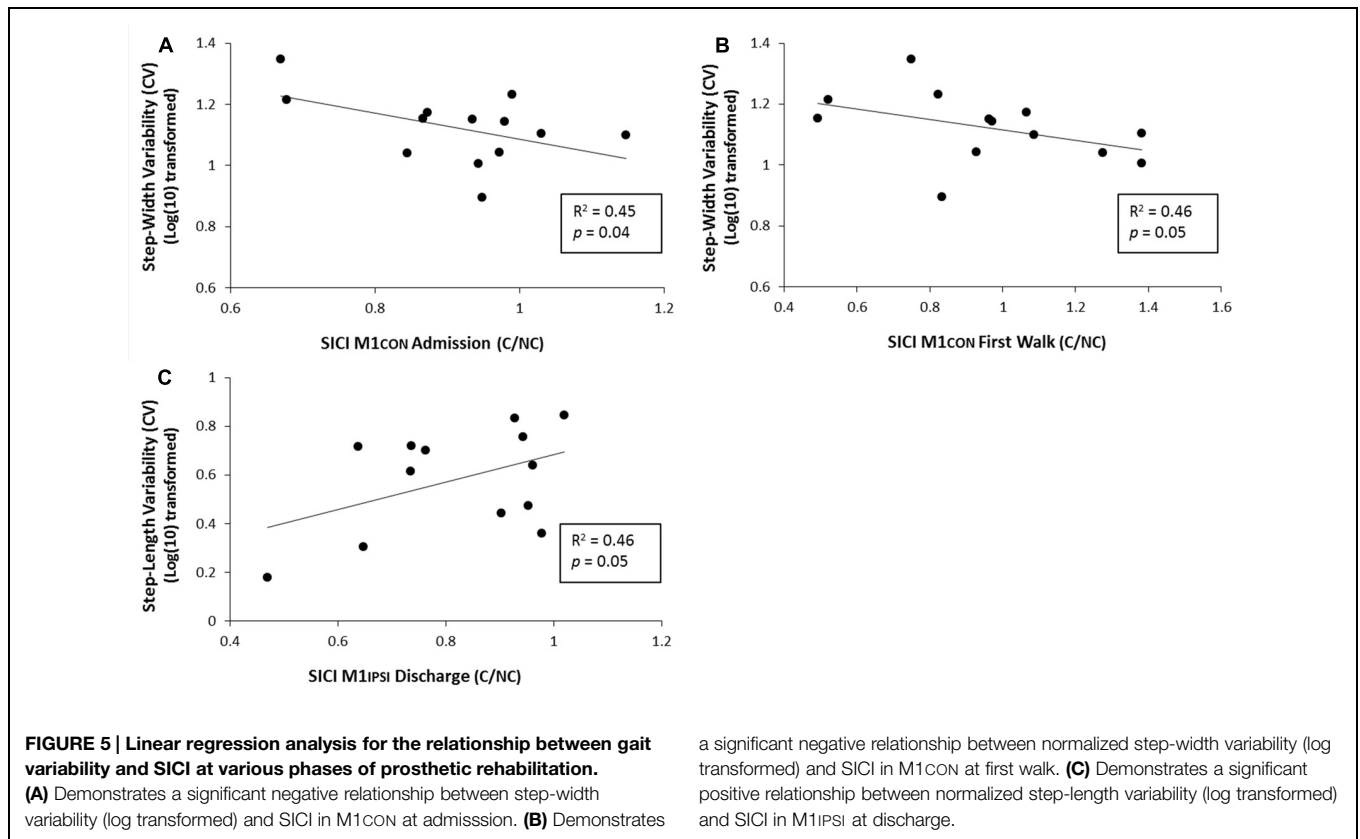 A
Step-Width Variability (CV)
(Log(10) transformed)
1.4
1.2
1
0.8
0.6
0.6 0.8 1 1.2
SICI M1CON Admission (C/NC)
R² = 0.45
p = 0.04
B
Step-Width Variability (CV)
(Log(10) transformed)
1.4
1.2
1
0.8
0.6
0.4 0.6 0.8 1 1.2 1.4 1.6
SICI M1CON First Walk (C/NC)
R² = 0.46
p = 0.05
C
Step-Length Variability (CV)
(Log(10) transformed)
1
0.8
0.6
0.4
0.2
0
0.4 0.6 0.8 1 1.2
SICI M1IPSI Discharge (C/NC)
R² = 0.46
p = 0.05
FIGURE 5 | Linear regression analysis for the relationship between gait
variability and SICI at various phases of prosthetic rehabilitation.
(A) Demonstrates a significant negative relationship between step-width
variability (log transformed) and SICI in M1CON at admisssion. (B) Demonstrates
a significant negative relationship between normalized step-width variability (log
transformed) and SICI in M1CON at first walk. (C) Demonstrates a significant
positive relationship between normalized step-length variability (log transformed)
and SICI in M1IPSI at discharge.